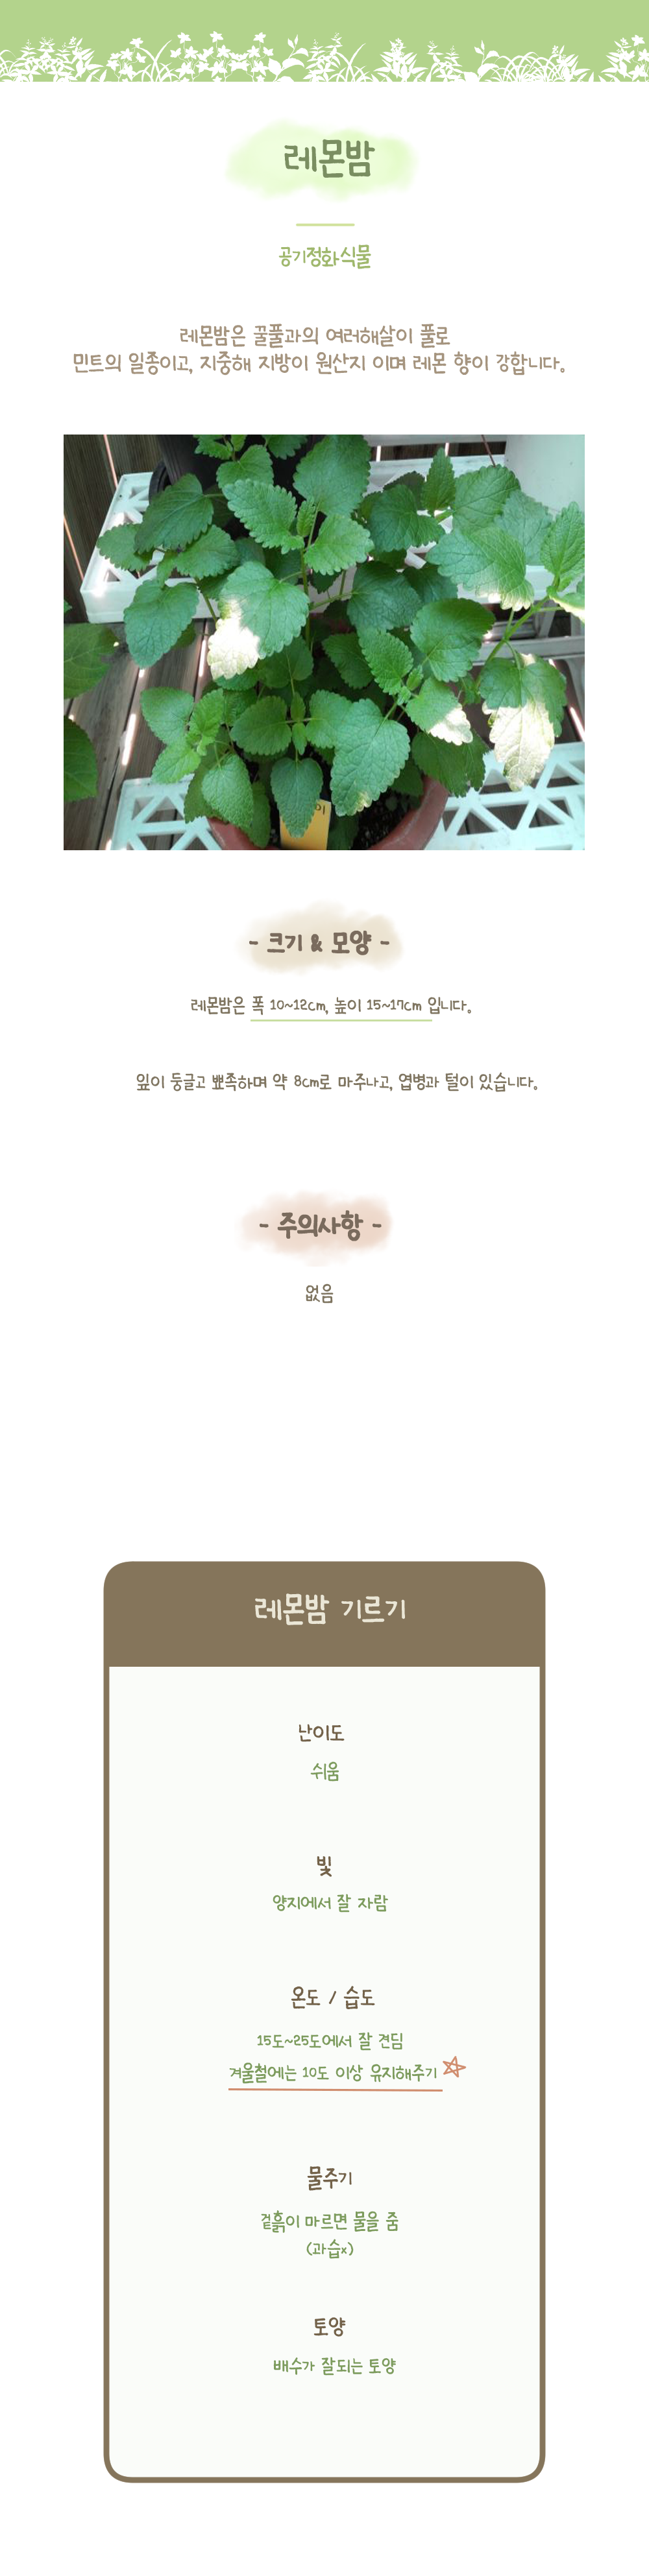 레몬밤
공기정화식물
레몬밤은 꿀풀과의 여러해살이 풀로
민트의 일종이고, 지중해 지방이 원산지 이며 레몬 향이 강합니다.
- 크기 & 모양 -
레몬밤은 폭 10~12cm, 높이 15~17cm 입니다.
잎이 둥글고 뾰족하며 약 8cm로 마주나고, 엽병과 털이 있습니다.
- 주의사항 -
없음
레몬밤 기르기
난이도
쉬움
빛
양지에서 잘 자람
온도 / 습도
15도~25도에서 잘 견딤
겨울철에는 10도 이상 유지해주기
물주기
겉흙이 마르면 물을 줌
(과습x)
토양
배수가 잘되는 토양